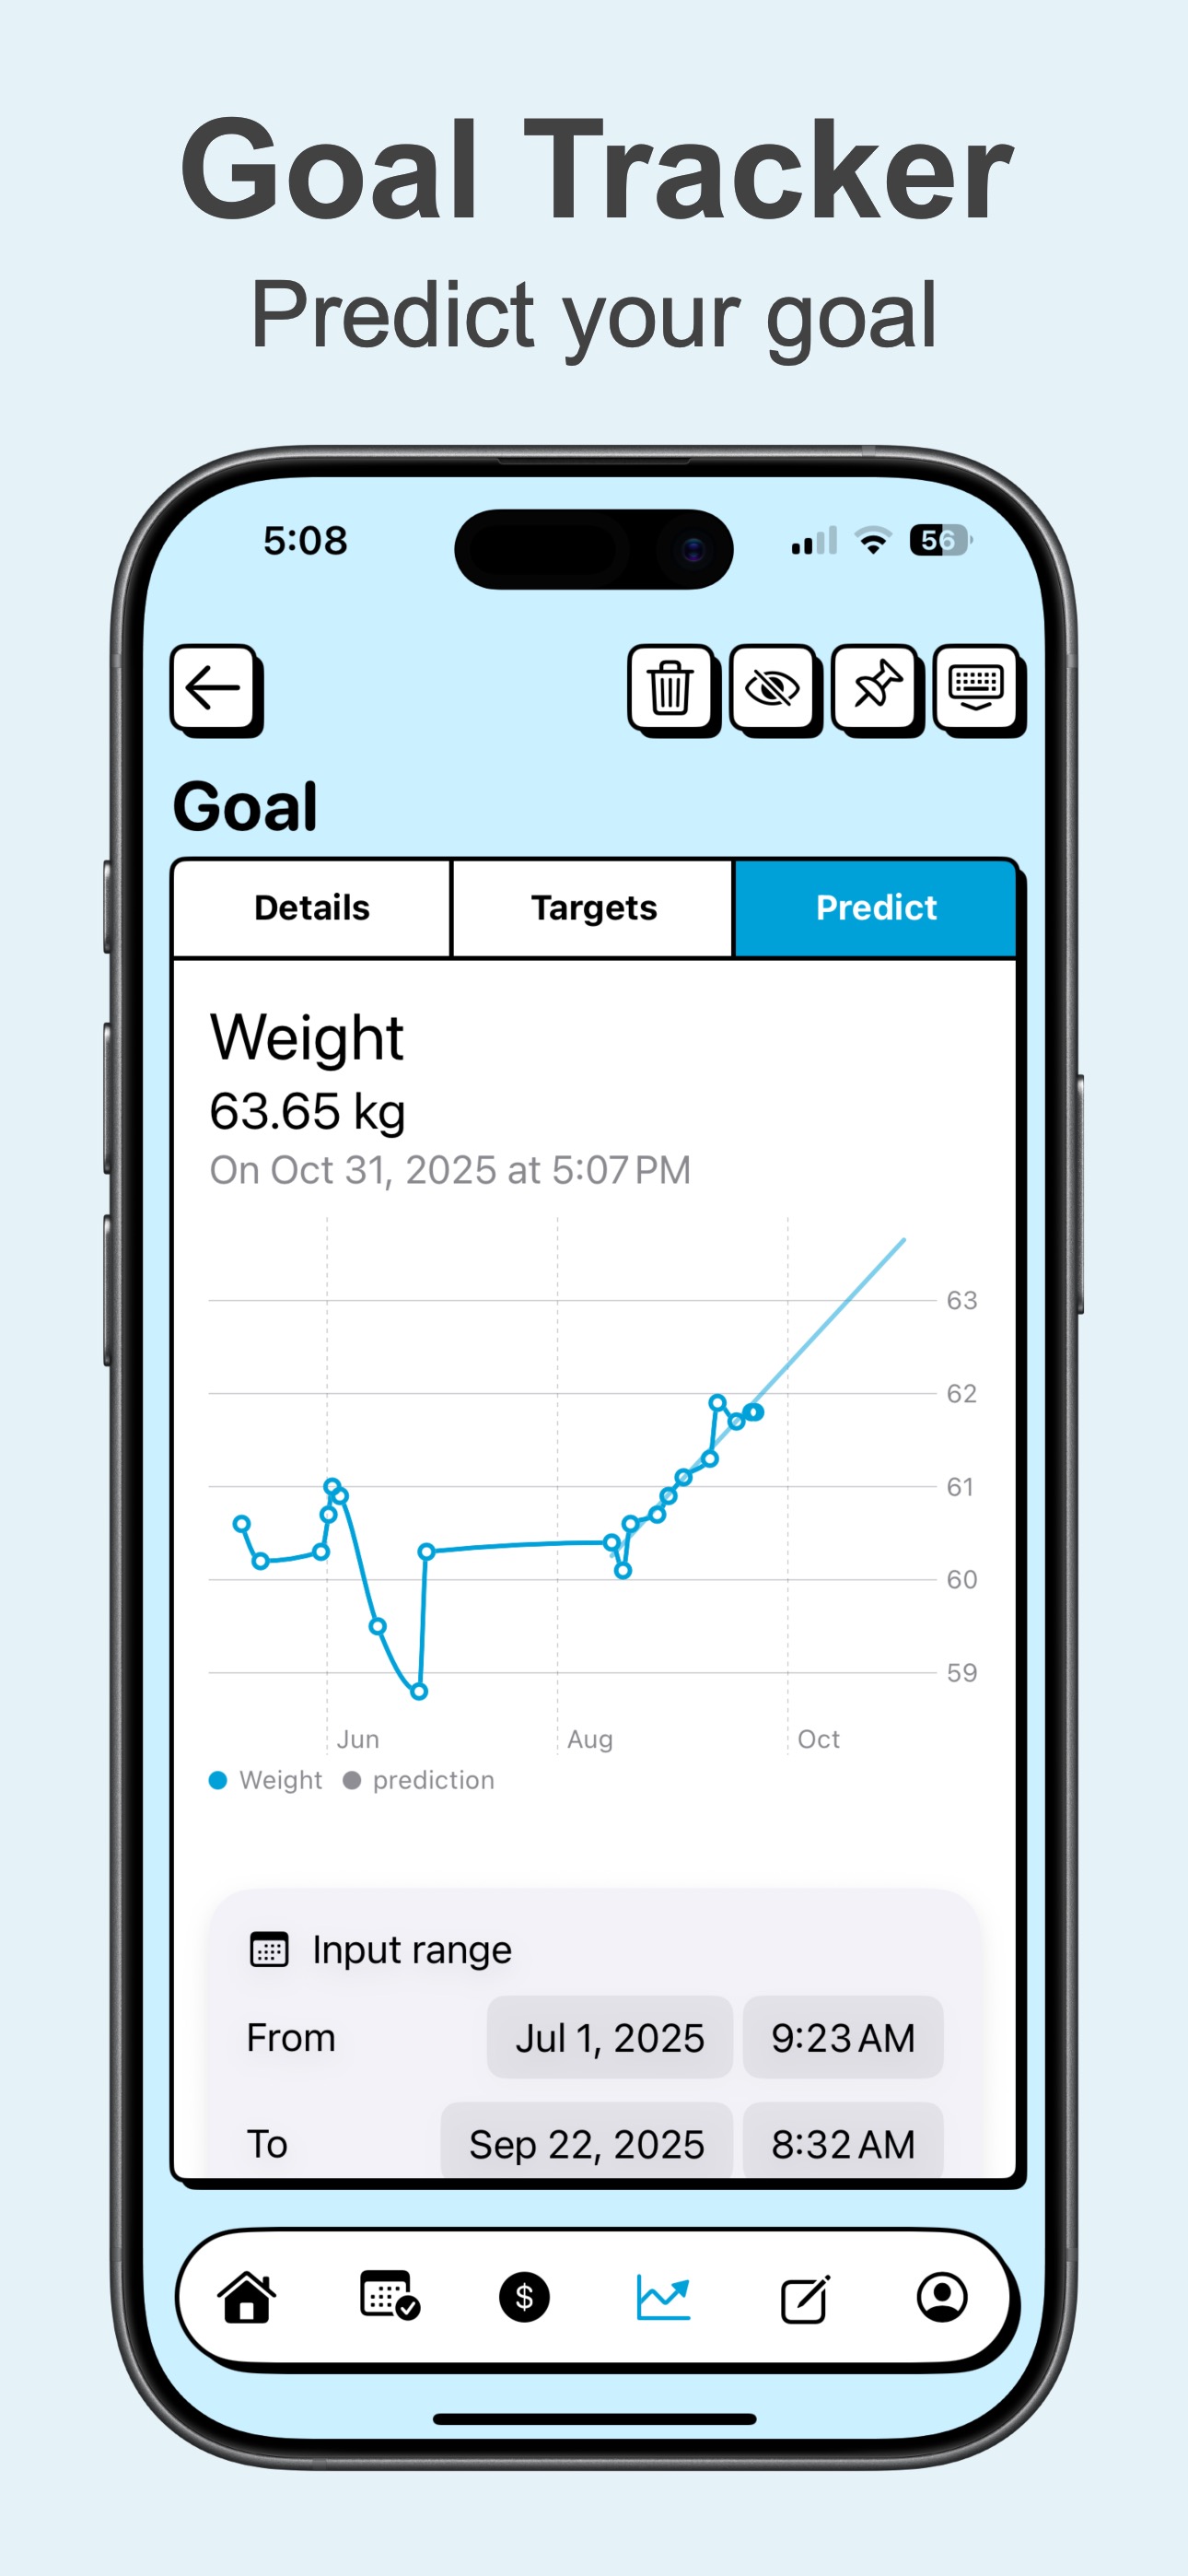 Goal Tracker
Predict your goal
5:08
56
Goal
Details Targets Predict
Weight
63.65 kg
On Oct 31, 2025 at 5:07 PM
63
62
61
60
59
Jun Aug Oct
Weight prediction
Input range
From Jul 1, 2025 9:23 AM
To Sep 22, 2025 8:32 AM
$